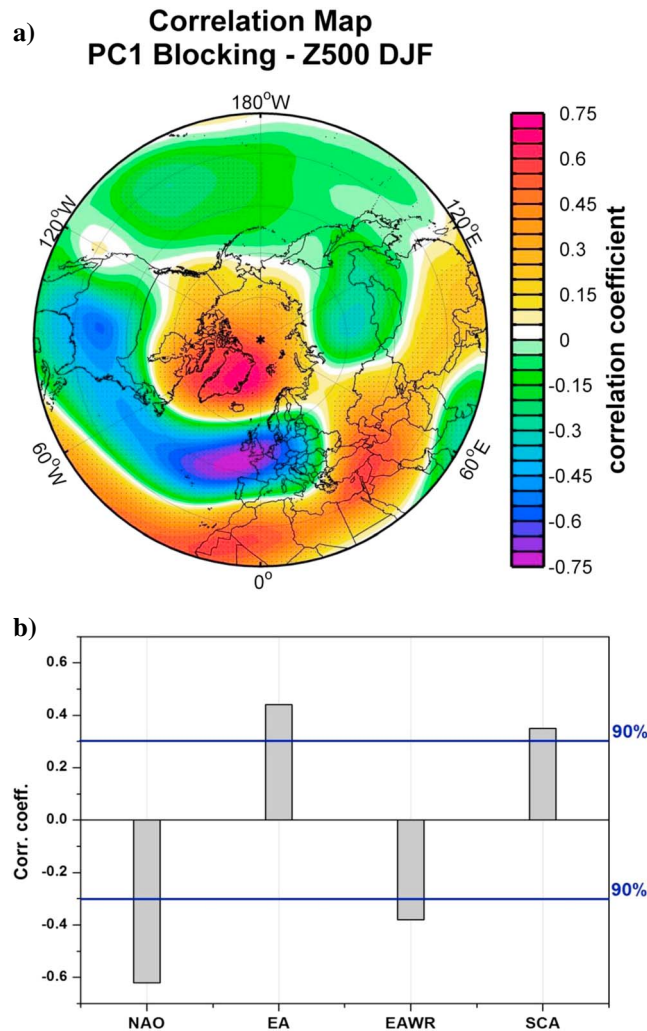 a)
Correlation Map
PC1 Blocking - Z500 DJF
180°W
120°W
120°E
60°W
60°E
0°
0.75
0.6
0.45
0.3
0.15
0
-0.15
-0.3
-0.45
-0.6
-0.75
correlation coefficient
b)
0.6
0.4
0.2
0.0
-0.2
-0.4
-0.6
Corr. coeff.
90%
90%
NAO EA EAWR SCA